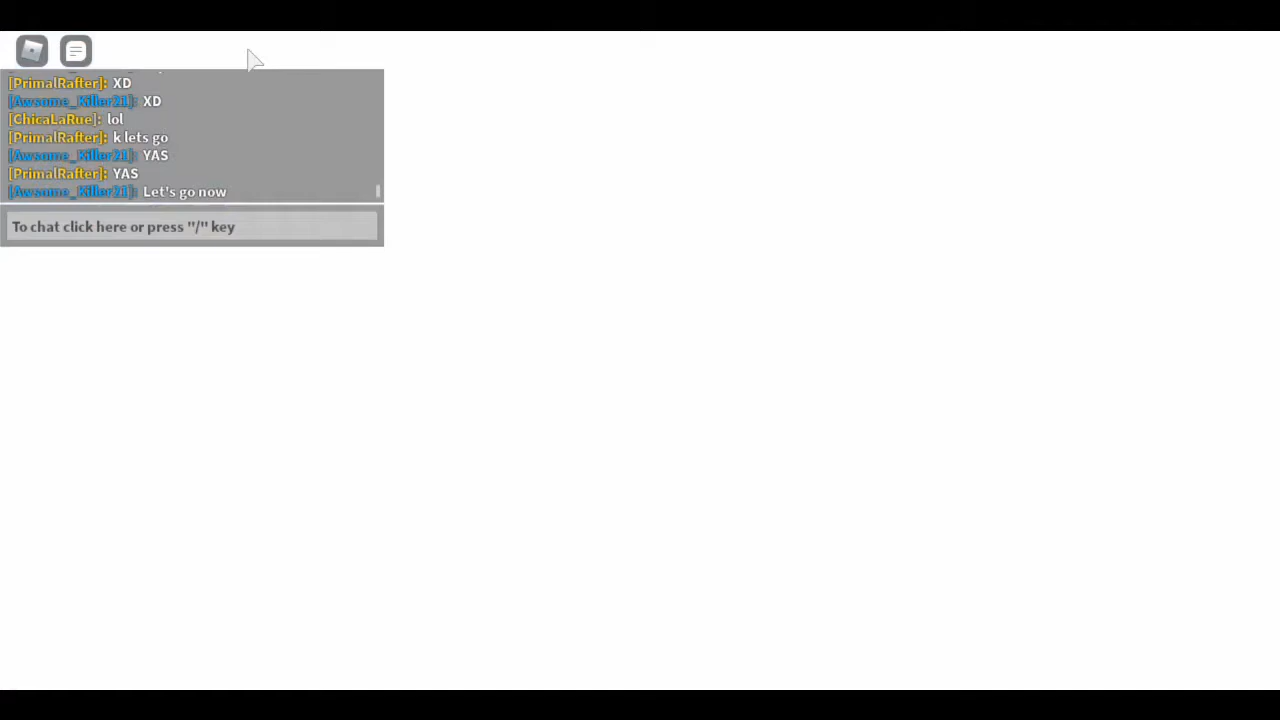 [PrimalRafter]: XD
[Awsome_Killer21]: XD
[ChicaLaRue]: lol
[PrimalRafter]: k lets go
[Awsome_Killer21]: YAS
[PrimalRafter]: YAS
[Awsome_Killer21]: Let's go now
To chat click here or press "/" key